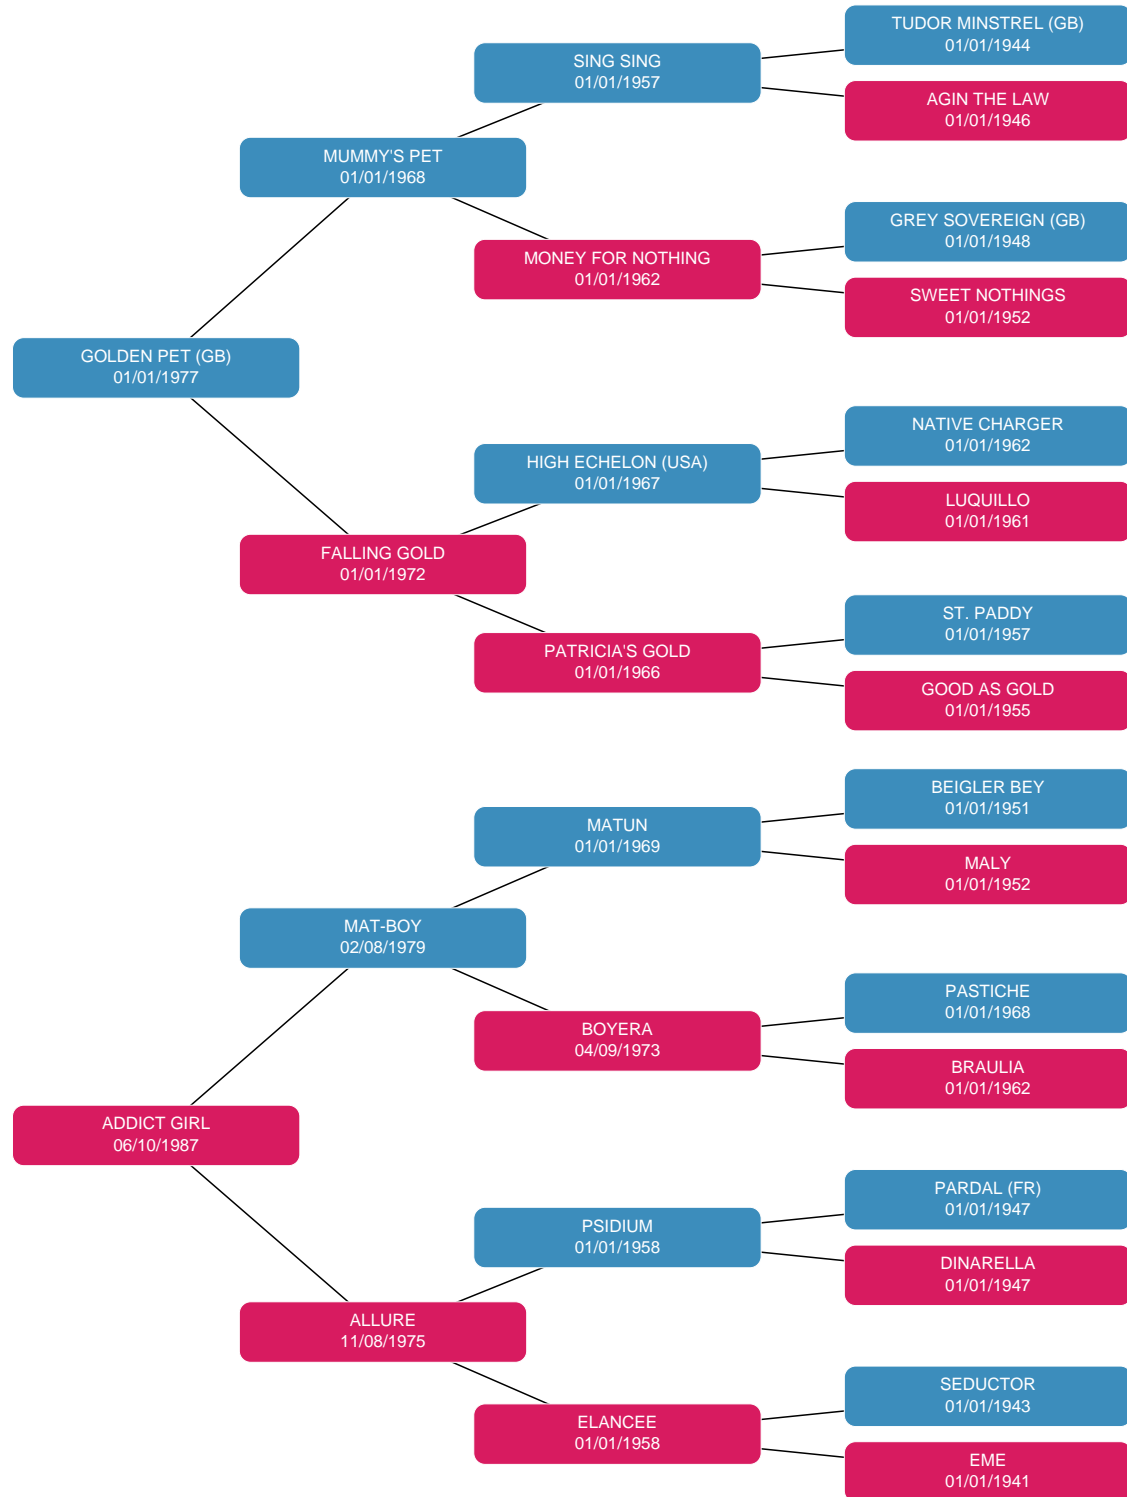 TUDOR MINSTREL (GB)
01/01/1944
SING SING
01/01/1957
AGIN THE LAW
01/01/1946
MUMMY'S PET
01/01/1968
GREY SOVEREIGN (GB)
01/01/1948
MONEY FOR NOTHING
01/01/1962
SWEET NOTHINGS
01/01/1952
GOLDEN PET (GB)
01/01/1977
NATIVE CHARGER
01/01/1962
HIGH ECHELON (USA)
01/01/1967
LUQUILLO
01/01/1961
FALLING GOLD
01/01/1972
ST. PADDY
01/01/1957
PATRICIA'S GOLD
01/01/1966
GOOD AS GOLD
01/01/1955
BEIGLER BEY
01/01/1951
MATUN
01/01/1969
MALY
01/01/1952
MAT-BOY
02/08/1979
PASTICHE
01/01/1968
BOYERA
04/09/1973
BRAULIA
01/01/1962
ADDICT GIRL
06/10/1987
PARDAL (FR)
01/01/1947
PSIDIUM
01/01/1958
DINARELLA
01/01/1947
ALLURE
11/08/1975
SEDUCTOR
01/01/1943
ELANCEE
01/01/1958
EME
01/01/1941